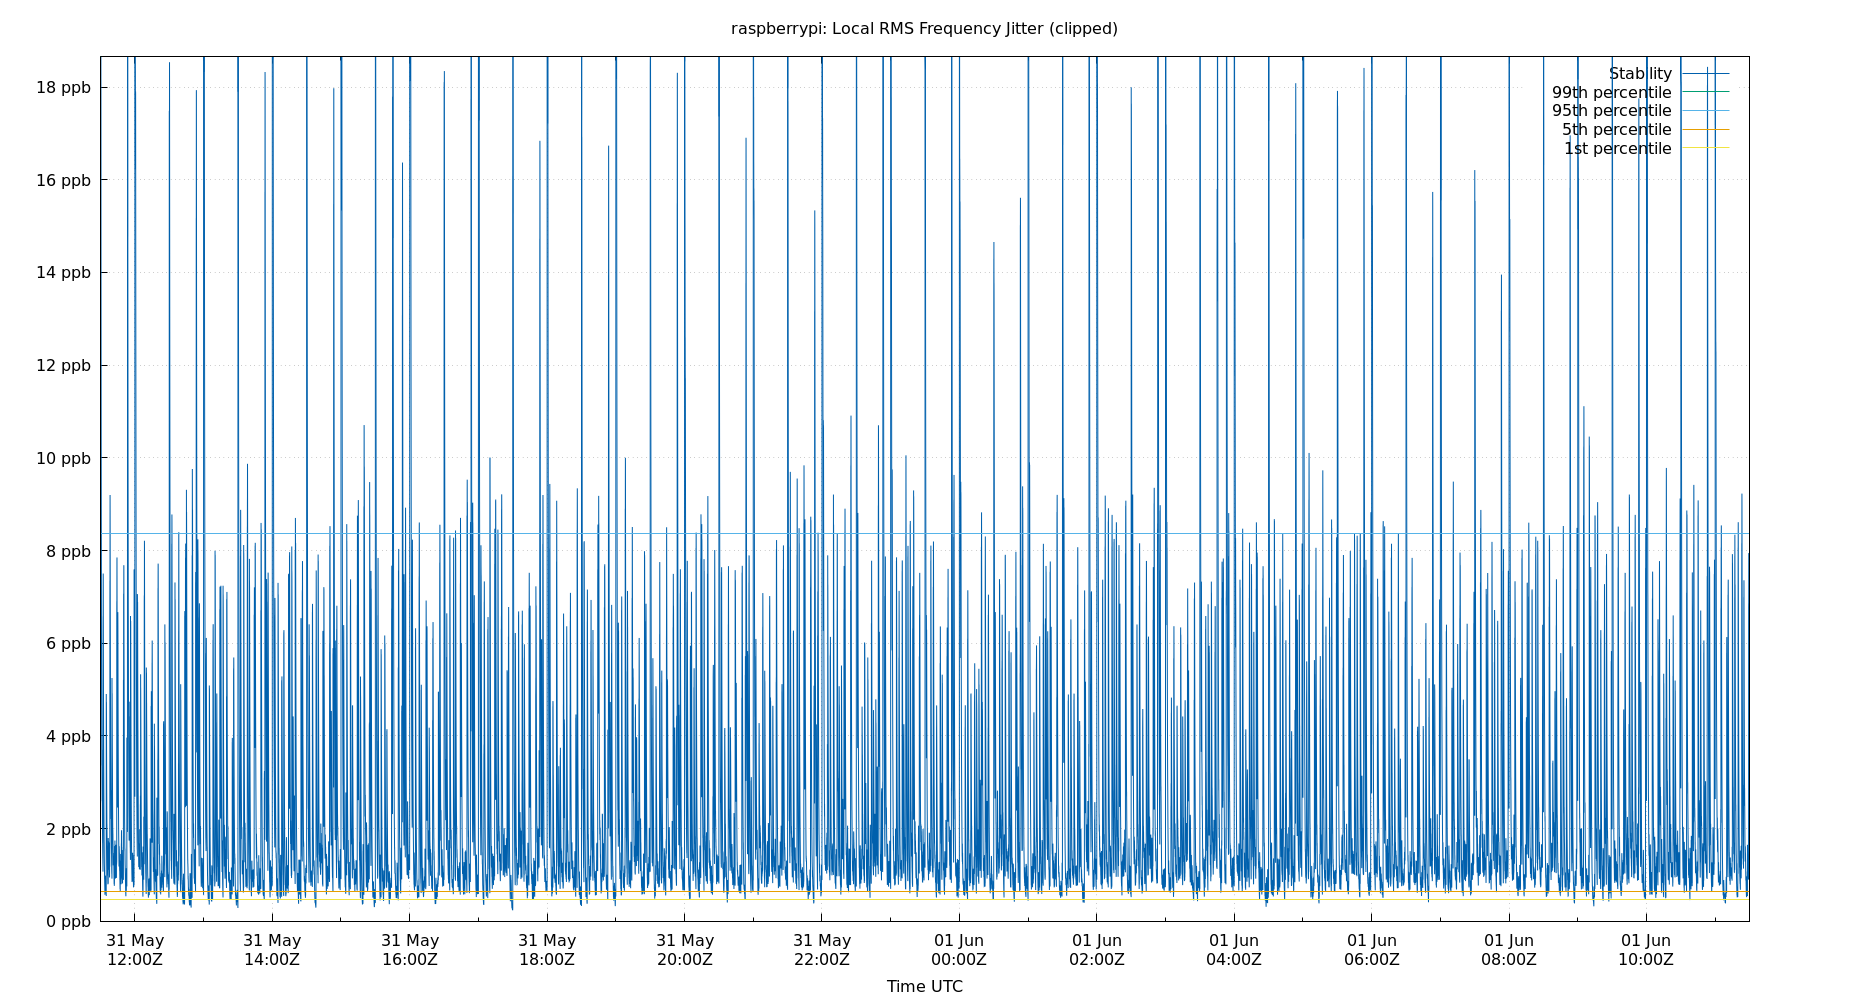 raspberrypi: Local RMS Frequency Jitter (clipped)
18 ppb
16 ppb
14 ppb
12 ppb
10 ppb
8 ppb
6 ppb
4 ppb
2 ppb
0 ppb
Stability
99th percentile
95th percentile
5th percentile
1st percentile
31 May 31 May 31 May 31 May 31 May 31 May 01 Jun 01 Jun 01 Jun 01 Jun 01 Jun 01 Jun
12:00Z 14:00Z 16:00Z 18:00Z 20:00Z 22:00Z 00:00Z 02:00Z 04:00Z 06:00Z 08:00Z 10:00Z
Time UTC